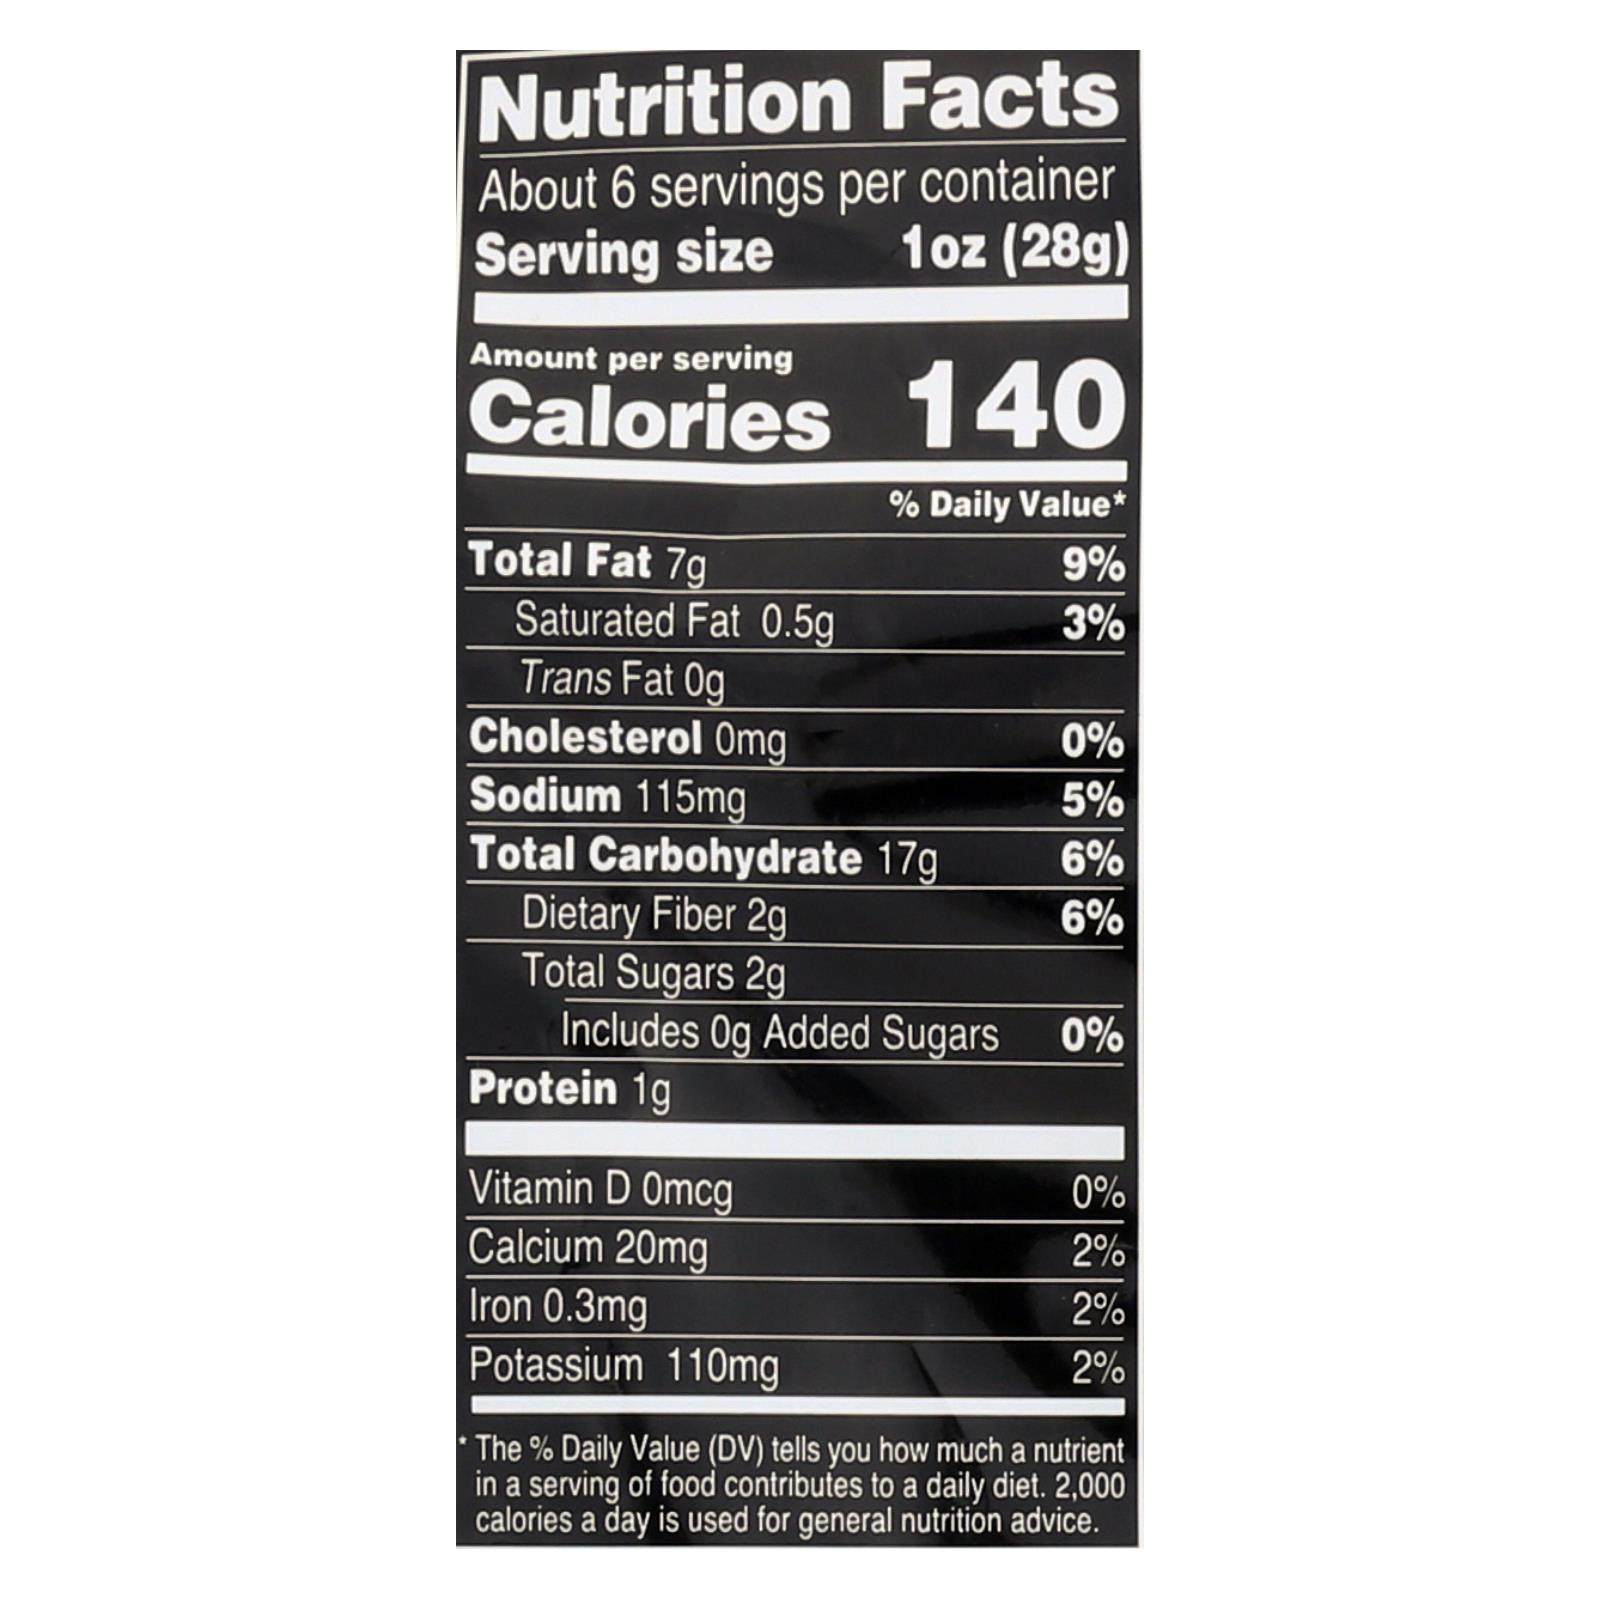 Nutrition Facts
About 6 servings per container
Serving size 1oz (28g)
Amount per serving
Calories 140
% Daily Value*
Total Fat 7g 9%
Saturated Fat 0.5g 3%
Trans Fat 0g
Cholesterol 0mg 0%
Sodium 115mg 5%
Total Carbohydrate 17g 6%
Dietary Fiber 2g 6%
Total Sugars 2g
Includes 0g Added Sugars 0%
Protein 1g
Vitamin D 0mcg 0%
Calcium 20mg 2%
Iron 0.3mg 2%
Potassium 110mg 2%
* The % Daily Value (DV) tells you how much a nutrient
in a serving of food contributes to a daily diet. 2,000
calories a day is used for general nutrition advice.